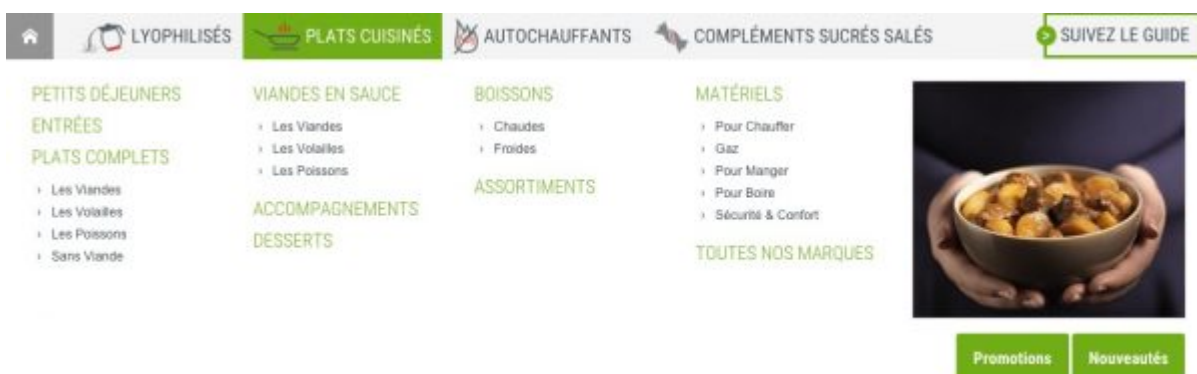 LYOPHILISÉS
PLATS CUISINÉS
AUTOCHAUFFANTS
COMPLÉMENTS SUCRÉS SALÉS
> SUIVEZ LE GUIDE
PETITS DÉJEUNERS
ENTRÉES
PLATS COMPLETS
› Les Viandes
› Les Volailles
› Les Poissons
› Sans Viande
VIANDES EN SAUCE
› Les Viandes
› Les Volailles
› Les Poissons
ACCOMPAGNEMENTS
DESSERTS
BOISSONS
› Chaudes
› Froides
ASSORTIMENTS
MATÉRIELS
› Pour Chauffer
› Gaz
› Pour Manger
› Pour Boire
› Sécurité & Confort
TOUTES NOS MARQUES
Promotions
Nouveautés